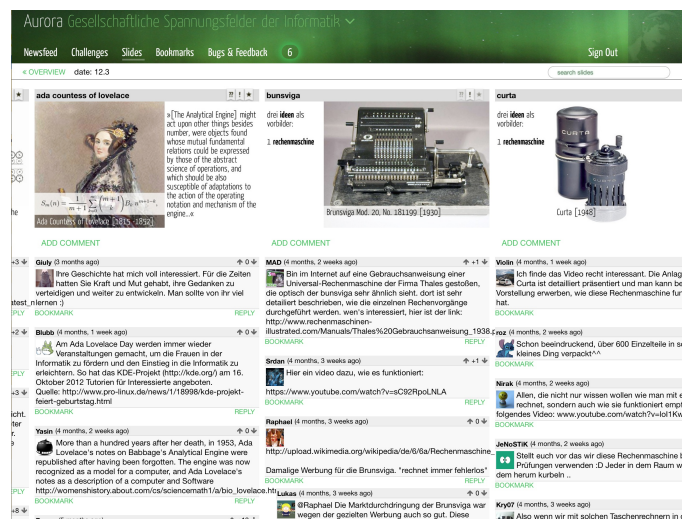 Aurora Gesellschaftliche Spannungsfelder der Informatik
Newsfeed Challenges Slides Bookmarks Bugs & Feedback 6 Sign Out
« OVERVIEW date: 12.3 search slides
ada countess of lovelace
»[The Analytical Engine] might
act upon other things besides
number, were objects found
whose mutual fundamental
relations could be expressed
by those of the abstract
science of operations, and
which should be also
susceptible of adaptations to
the action of the operating
notation and mechanism of the
engine...«
Ada Countess of Lovelace [1815 -1852]
ADD COMMENT
Giuly (3 months ago) 0
Ihre Geschichte hat mich voll interessiert. Für die Zeiten
hatten Sie Kraft und Mut gehabt, ihre Gedanken zu
verteidigen und weiter zu entwickeln. Man sollte von ihr viel
lernen :)
BOOKMARK REPLY
Blubb (4 months, 1 week ago) 0
Am Ada Lovelace Day werden immer wieder
Veranstaltungen gemacht, um die Frauen in der
Informatik zu fördern und den Einstieg in die Informatik zu
erleichtern. So hat das KDE-Projekt (http://kde.org/) am 16.
Oktober 2012 Tutorien für Interessierte angeboten.
Quelle: http://www.pro-linux.de/news/1/18998/kde-projekt-
feiert-geburtstag.html
BOOKMARK REPLY
Yasin (4 months, 2 weeks ago) 0
More than a hundred years after her death, in 1953, Ada
Lovelace's notes on Babbage's Analytical Engine were
republished after having been forgotten. The engine was now
recognized as a model for a computer, and Ada Lovelace's
notes as a description of a computer and Software
http://womenshistory.about.com/cs/sciencemath1/a/bio_lovelace.ht
BOOKMARK REPLY
bunsviga
drei ideen als
vorbilder:
1 rechenmaschine
Brunsviga Mod. 20, No. 181199 [1930]
ADD COMMENT
MAD (4 months, 2 weeks ago) +1
Bin im Internet auf eine Gebrauchsanweisung einer
Universal-Rechenmaschine der Firma Thales gestoßen,
die optisch der bunsviga sehr ähnlich sieht. dort ist sehr
detailiert beschrieben, wie die einzelnen Rechenvorgänge
durchgeführt werden. wen's interessiert, hier ist der link:
http://www.rechenmaschinen-
illustrated.com/Manuals/Thales%20Gebrauchsanweisung_1938.p
BOOKMARK REPLY
Srdan (4 months, 3 weeks ago) +1
Hier ein video dazu, wie es funktioniert:
https://www.youtube.com/watch?v=sC92RpoLNLA
BOOKMARK REPLY
Raphael (4 months, 3 weeks ago) 0
http://upload.wikimedia.org/wikipedia/de/6/6a/Rechenmaschine_
Damalige Werbung für die Brunsviga. "rechnet immer fehlerlos"
BOOKMARK REPLY
Lukas (4 months, 3 weeks ago) 0
@Raphael Die Marktdurchdringung der Brunsviga war
wegen der gezielten Werbung auch so gut. Diese
curta
drei ideen als
vorbilder:
1 rechenmaschine
CURTA
Curta [1948]
ADD COMMENT
Violin (4 months, 1 week ago)
Ich finde das Video recht interessant. Die Anlag
Curta ist detailliert präsentiert und man kann be
Vorstellung erwerben, wie diese Rechenmaschine fur
hat.
BOOKMARK
roz (4 months, 2 weeks ago)
Schon beeindruckend, über 600 Einzelteile in so
kleines Ding verpackt^^
BOOKMARK
Nirak (4 months, 2 weeks ago)
Allen, die nicht nur wissen wollen wie man mit e
rechnet, sondern auch wie sie funktioniert empf
folgendes Video: www.youtube.com/watch?v=loI1Kw
BOOKMARK
JeNoSTiK (4 months, 2 weeks ago)
Stellt euch vor das wir diese Rechenmaschine b
Prüfungen verwenden :D Jeder in dem Raum w
dem herum kurbeln ..
BOOKMARK
Kry07 (4 months, 3 weeks ago)
Also wenn wir mit solchen Taschenrechnern in d